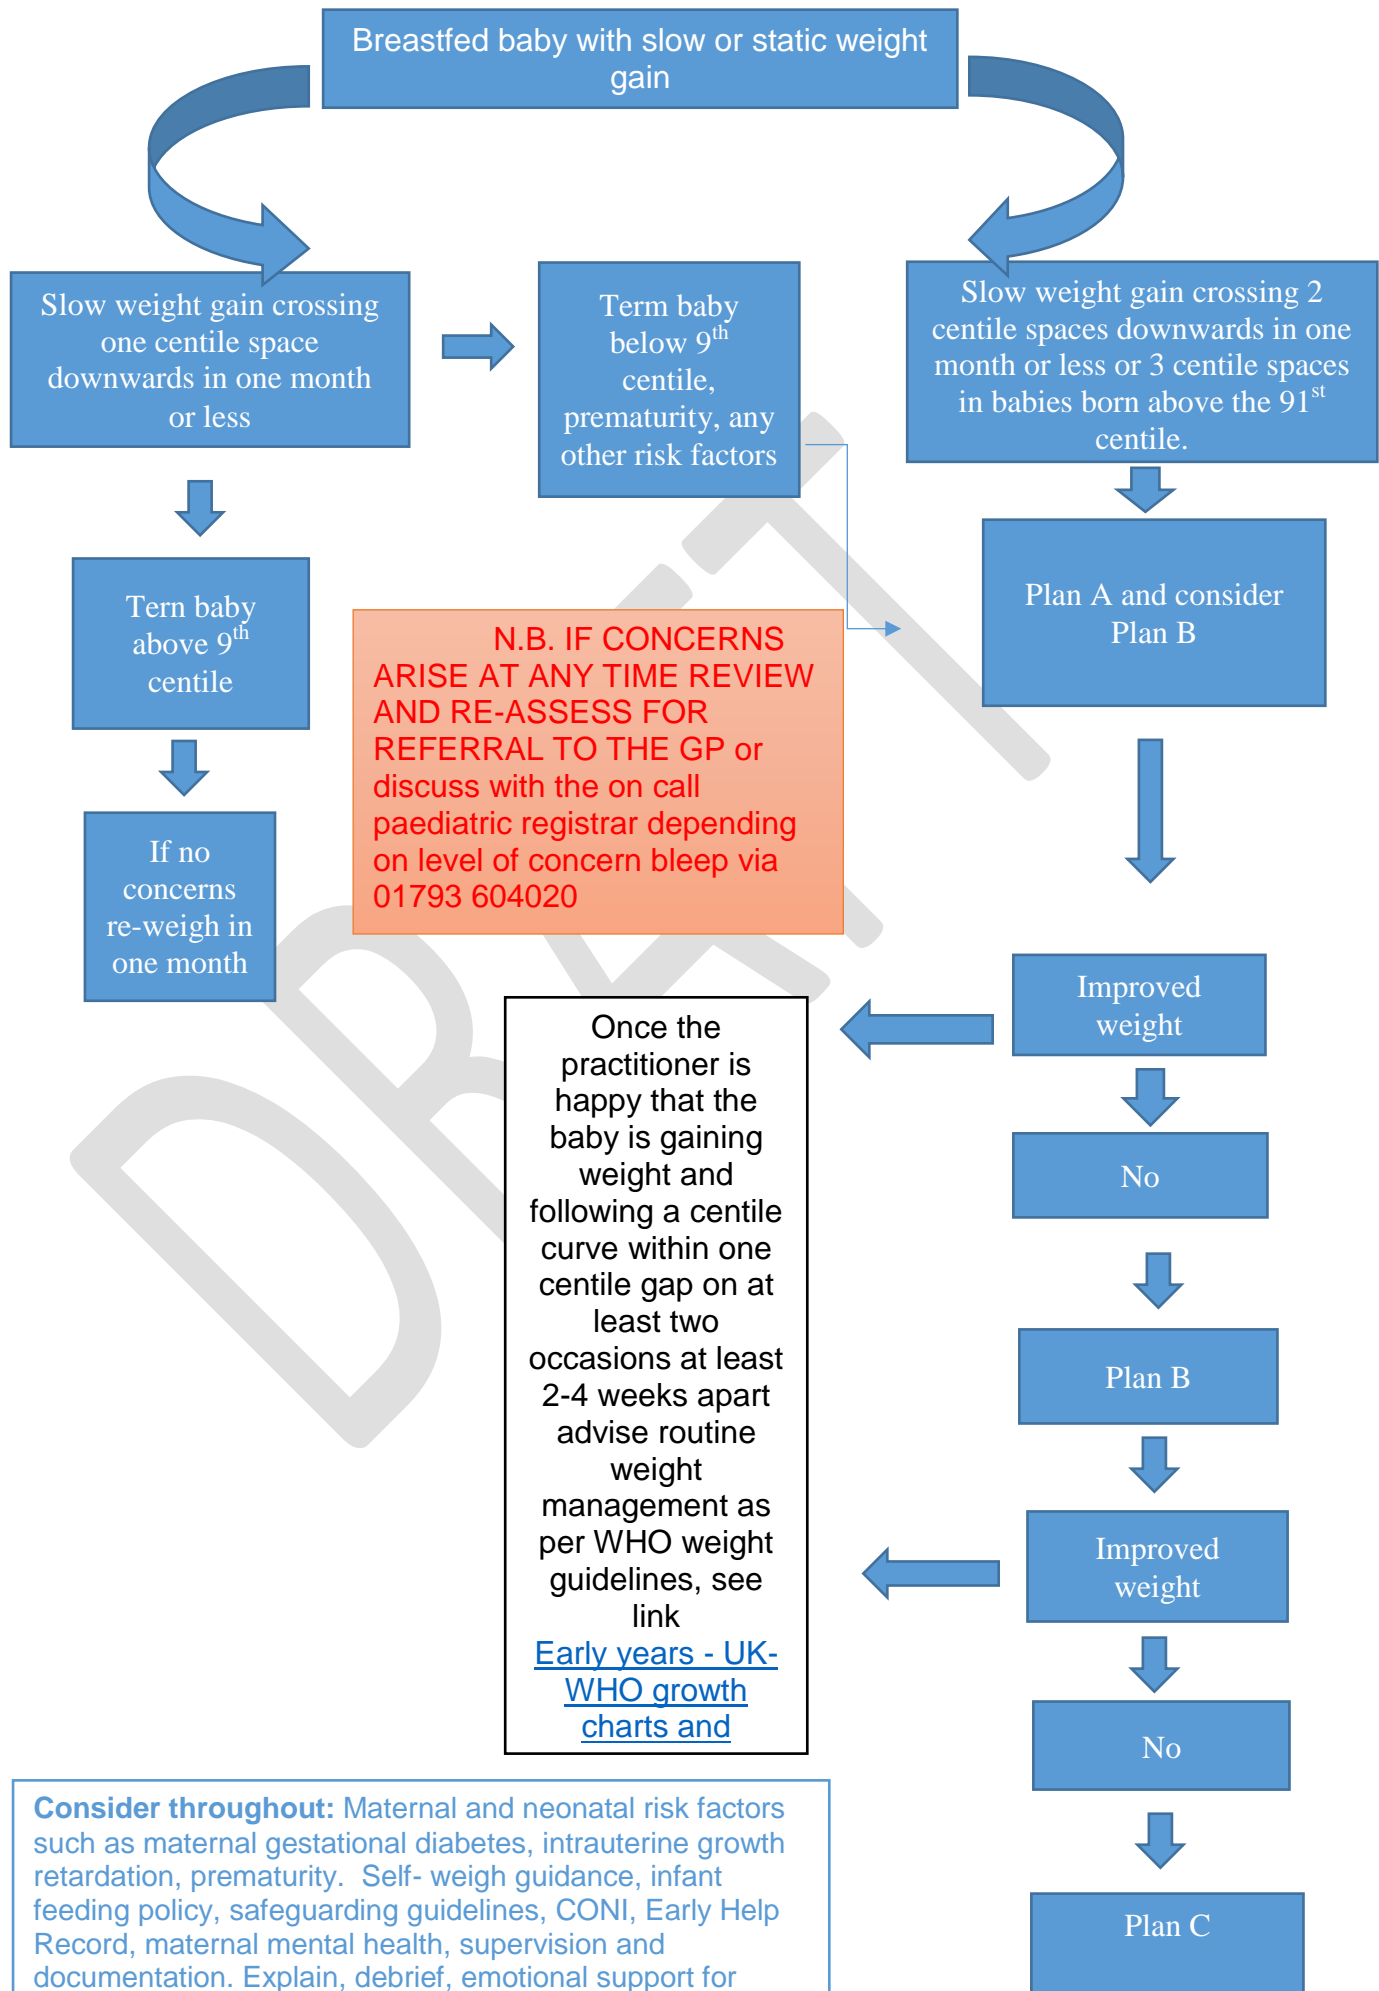 Breastfed baby with slow or static weight
gain
Slow weight gain crossing
one centile space
downwards in one month
or less
Term baby
below 9th
centile,
prematurity, any
other risk factors
Slow weight gain crossing 2
centile spaces downwards in one
month or less or 3 centile spaces
in babies born above the 91st
centile.
Tern baby
above 9th
centile
Plan A and consider
Plan B
N.B. IF CONCERNS
ARISE AT ANY TIME REVIEW
AND RE-ASSESS FOR
REFERRAL TO THE GP or
discuss with the on call
paediatric registrar depending
on level of concern bleep via
01793 604020
If no
concerns
re-weigh in
one month
Improved
weight
Once the
practitioner is
happy that the
baby is gaining
weight and
following a centile
curve within one
centile gap on at
least two
occasions at least
2-4 weeks apart
advise routine
weight
management as
per WHO weight
guidelines, see
link
Early years - UK-
WHO growth
charts and
No
Plan B
Improved
weight
No
Plan C
Consider throughout: Maternal and neonatal risk factors
such as maternal gestational diabetes, intrauterine growth
retardation, prematurity.  Self- weigh guidance, infant
feeding policy, safeguarding guidelines, CONI, Early Help
Record, maternal mental health, supervision and
documentation. Explain, debrief, emotional support for
DRAFT